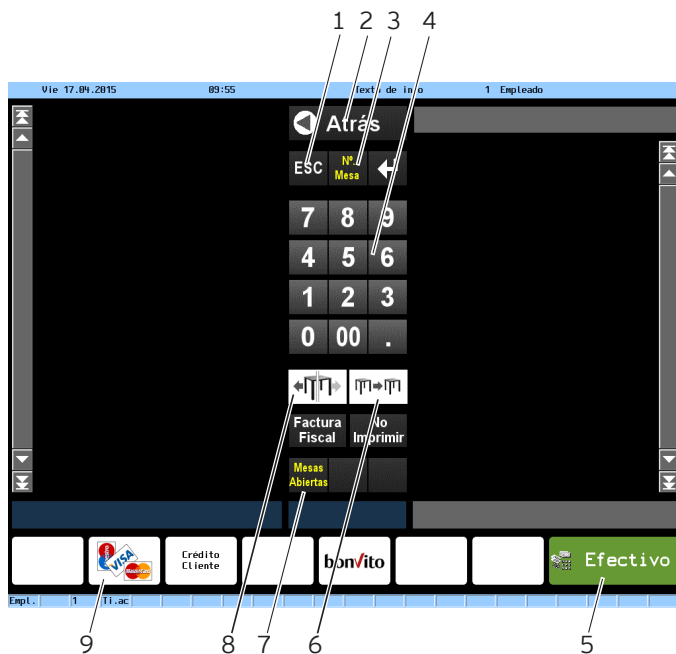 1 2 3 4
Vie 17.04.2015 09:55 Texto de info 1 Empleado
Atrás
ESC Nº. Mesa
7 8 9
4 5 6
1 2 3
0 00 .
Factura Fiscal No Imprimir
Mesas Abiertas
VISA MasterCard Crédito Cliente bonVito Efectivo
Empl. 1 Ti.ac
9 8 7 6 5